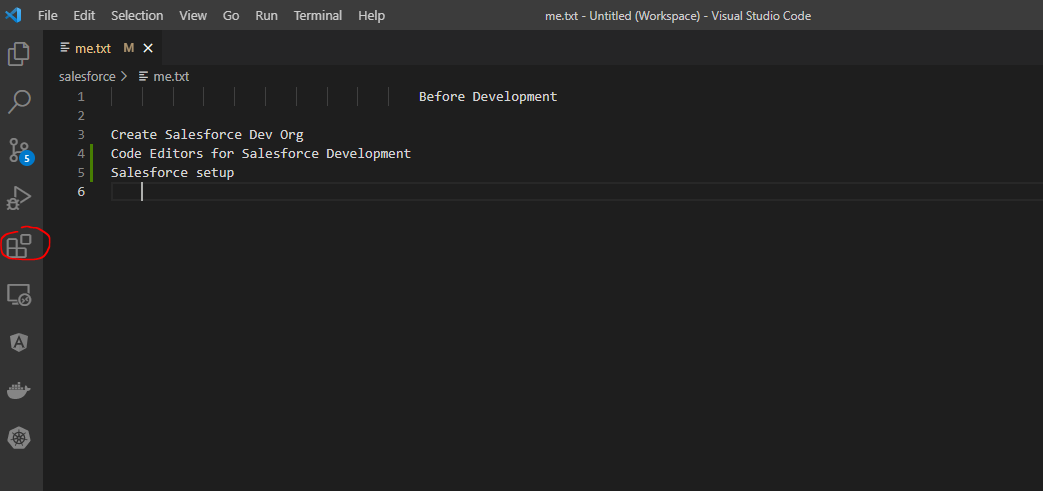 File Edit Selection View Go Run Terminal Help me.txt - Untitled (Workspace) - Visual Studio Code
me.txt M
salesforce > me.txt
1 Before Development
2
3 Create Salesforce Dev Org
4 Code Editors for Salesforce Development
5 Salesforce setup
6
5
A